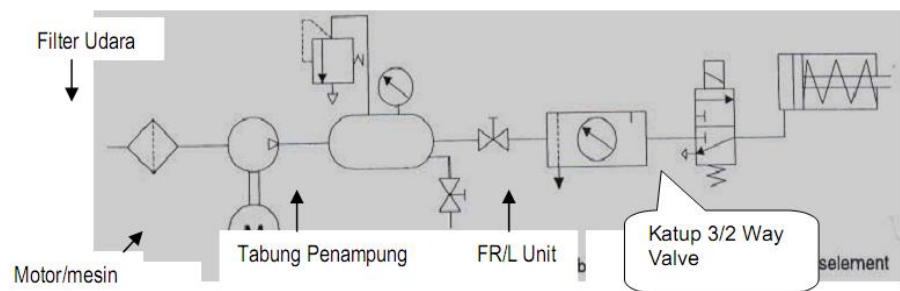 Filter Udara
Motor/mesin
M
Tabung Penampung
FR/L Unit
b
Katup 3/2 Way
Valve
selement